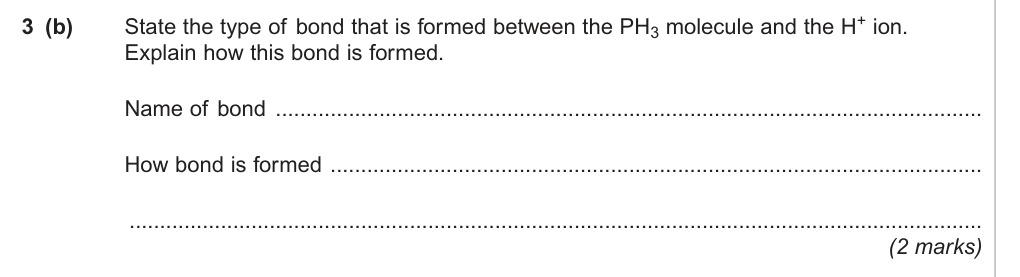 3 (b) State the type of bond that is formed between the PH₃ molecule and the H⁺ ion.
Explain how this bond is formed.
Name of bond ........................................................................................................................
How bond is formed ...............................................................................................................
................................................................................................................................................
(2 marks)